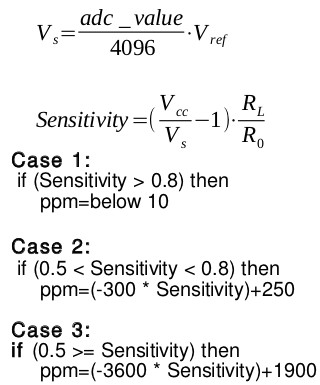 V_s = adc_value / 4096 · V_ref
Sensitivity = (V_cc / V_s − 1) · R_L / R_0
Case 1:
if (Sensitivity > 0.8) then
ppm=below 10
Case 2:
if (0.5 < Sensitivity < 0.8) then
ppm=(-300 * Sensitivity)+250
Case 3:
if (0.5 >= Sensitivity) then
ppm=(-3600 * Sensitivity)+1900